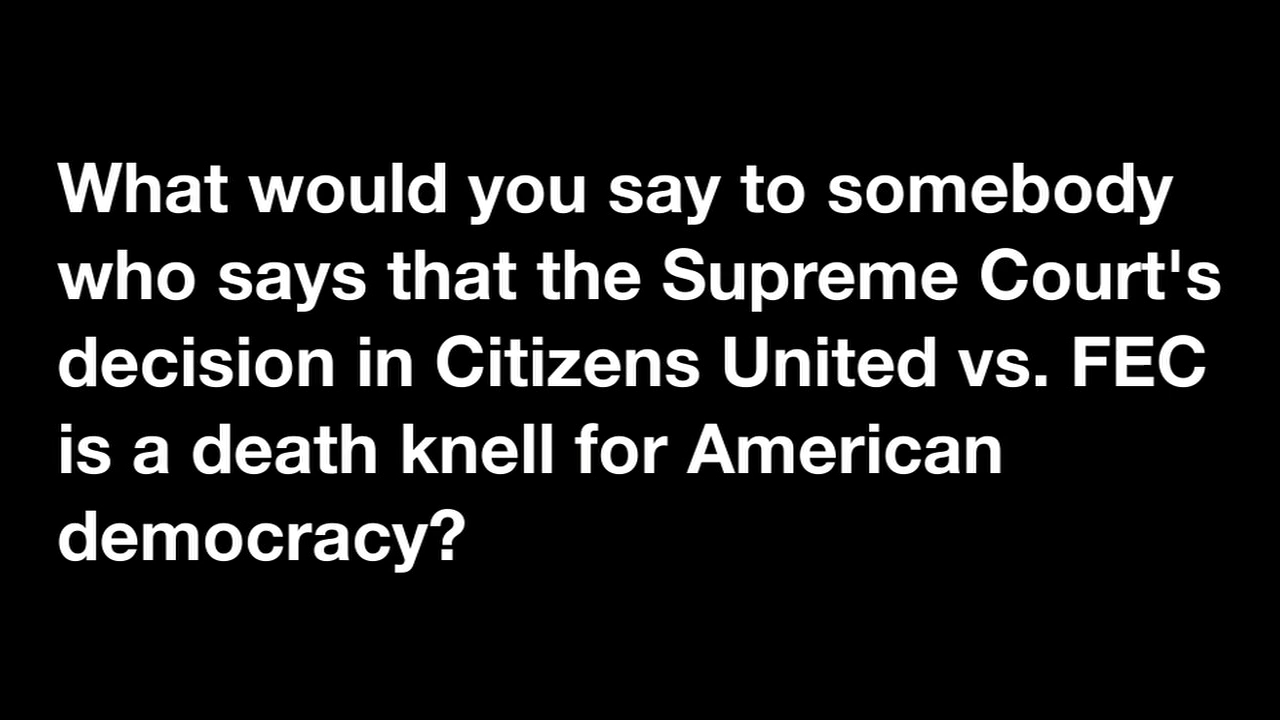 What would you say to somebody
who says that the Supreme Court's
decision in Citizens United vs. FEC
is a death knell for American
democracy?